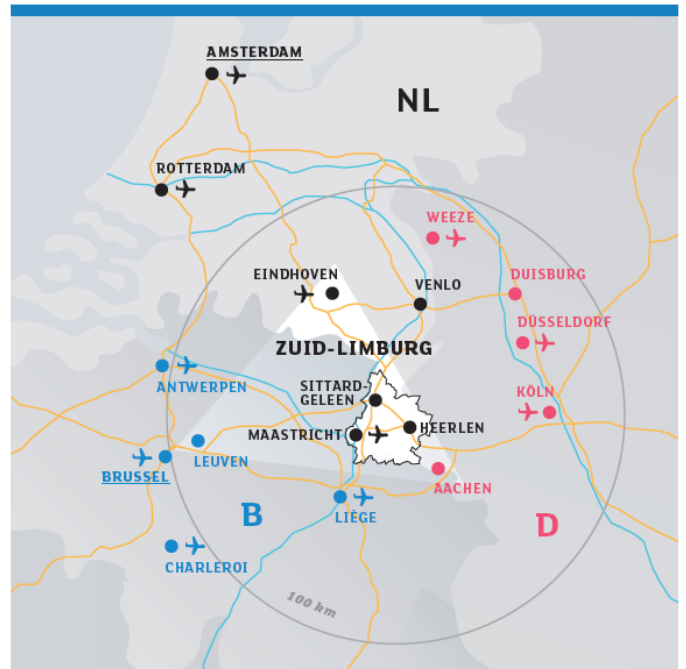 AMSTERDAM
NL
ROTTERDAM
WEEZE
EINDHOVEN
VENLO
DUISBURG
DÜSSELDORF
ZUID-LIMBURG
ANTWERPEN
SITTARD-
GELEEN
KÖLN
MAASTRICHT
HEERLEN
LEUVEN
BRUSSEL
AACHEN
B
LIÈGE
D
CHARLEROI
100 km